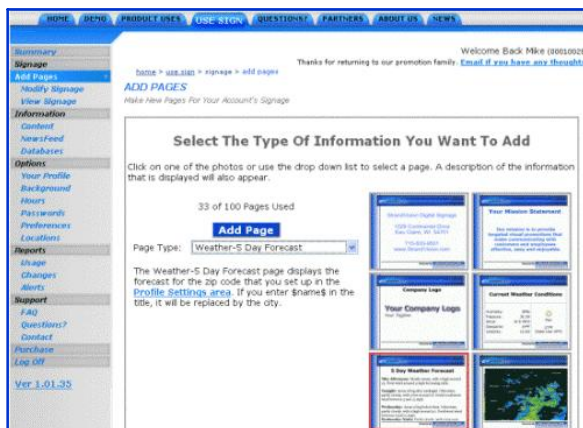 HOME DEMO PRODUCT USES USE SIGN QUESTIONS? PARTNERS ABOUT US NEWS
Welcome Back Mike
Thanks for returning to our promotion family. Email if you have any thoughts
Summary
Signage
Add Pages
Modify Signage
View Signage
Information
Content
NewsFeed
Databases
Options
Your Profile
Background
Hours
Passwords
Preferences
Locations
Reports
Usage
Changes
Alerts
Support
FAQ
Questions?
Contact
Purchase
Log Off
Ver 1.01.35
home > use sign > signage > add pages
ADD PAGES
Make New Pages For Your Account's Signage
Select The Type Of Information You Want To Add
Click on one of the photos or use the drop down list to select a page. A description of the information
that is displayed will also appear.
33 of 100 Pages Used
Add Page
Page Type: Weather-5 Day Forecast
The Weather-5 Day Forecast page displays the
forecast for the zip code that you set up in the
Profile Settings area. If you enter $name$ in the
title, it will be replaced by the city.
Your Mission Statement
Company Logo
Your Company Logo
Your Tagline
Current Weather Conditions
5 Day Weather Forecast